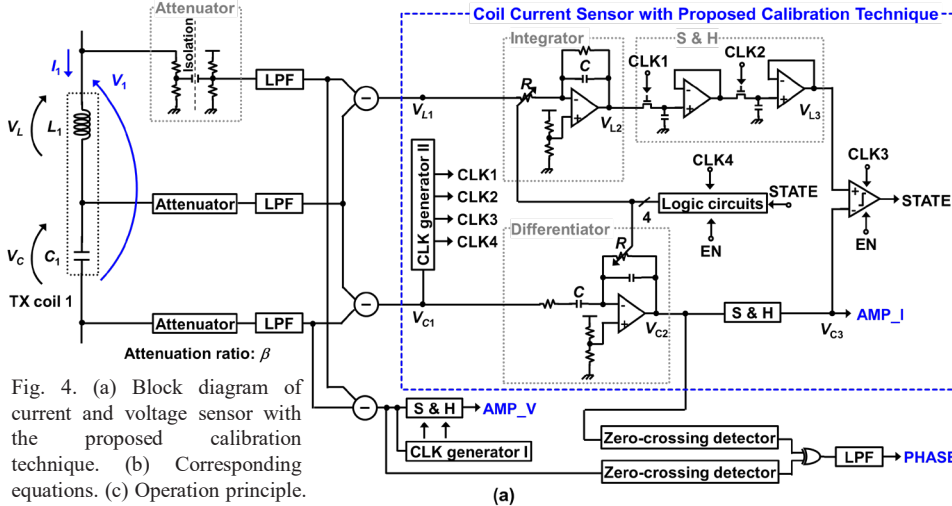 Coil Current Sensor with Proposed Calibration Technique
Attenuator
Isolation
LPF
I1
V1
VL
L1
VC
C1
TX coil 1
Attenuator
LPF
Attenuator
LPF
Attenuation ratio: β
VL1
Integrator
R
C
VL2
S & H
CLK1
CLK2
VL3
CLK generator II
CLK1
CLK2
CLK3
CLK4
CLK4
4
Logic circuits
STATE
EN
CLK3
STATE
EN
Differentiator
R
C
VC1
VC2
S & H
VC3
AMP_I
S & H
AMP_V
CLK generator I
Zero-crossing detector
Zero-crossing detector
LPF
PHASE
(a)
Fig. 4. (a) Block diagram of
current and voltage sensor with
the proposed calibration
technique. (b) Corresponding
equations. (c) Operation principle.